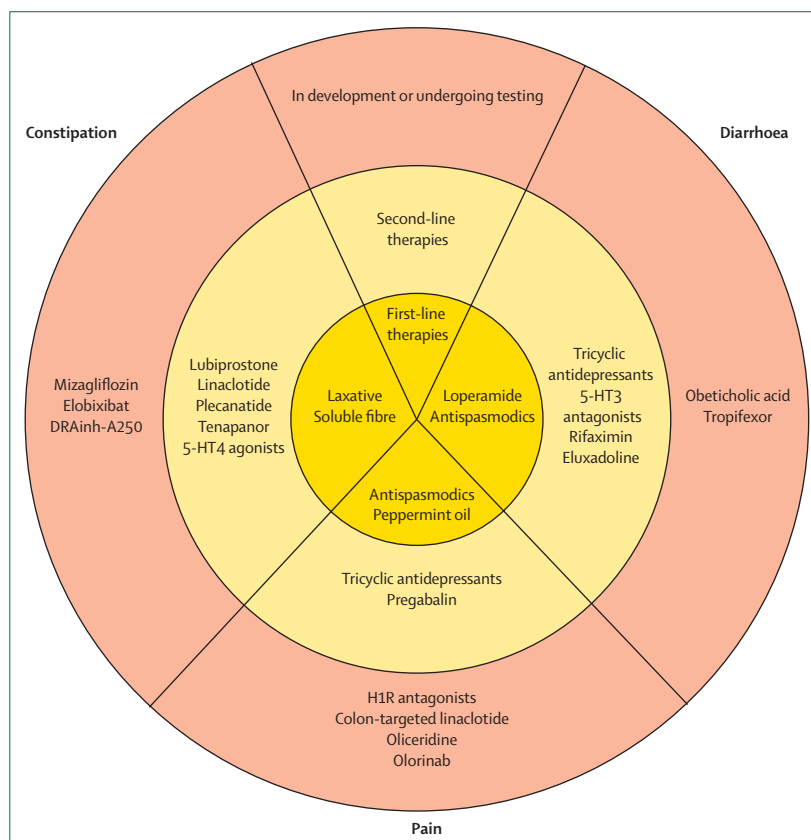 In development or undergoing testing
Constipation
Diarrhoea
Second-line
therapies
First-line
therapies
Mizagliflozin
Elobixibat
DRAinh-A250
Lubiprostone
Linaclotide
Plecanatide
Tenapanor
5-HT4 agonists
Laxative
Soluble fibre
Loperamide
Antispasmodics
Tricyclic
antidepressants
5-HT3
antagonists
Rifaximin
Eluxadoline
Obeticholic acid
Tropifexor
Antispasmodics
Peppermint oil
Tricyclic antidepressants
Pregabalin
H1R antagonists
Colon-targeted linaclotide
Oliceridine
Olorinab
Pain